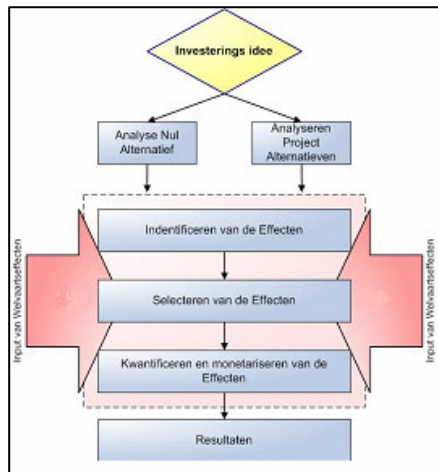 Investerings idee
Analyse Nul
Alternatief
Analyseren
Project
Alternatieven
Input van Welvaartseffecten
Indentificeren van de Effecten
Selecteren van de Effecten
Kwantificeren en monetariseren van de
Effecten
Input van Welvaartseffecten
Resultaten